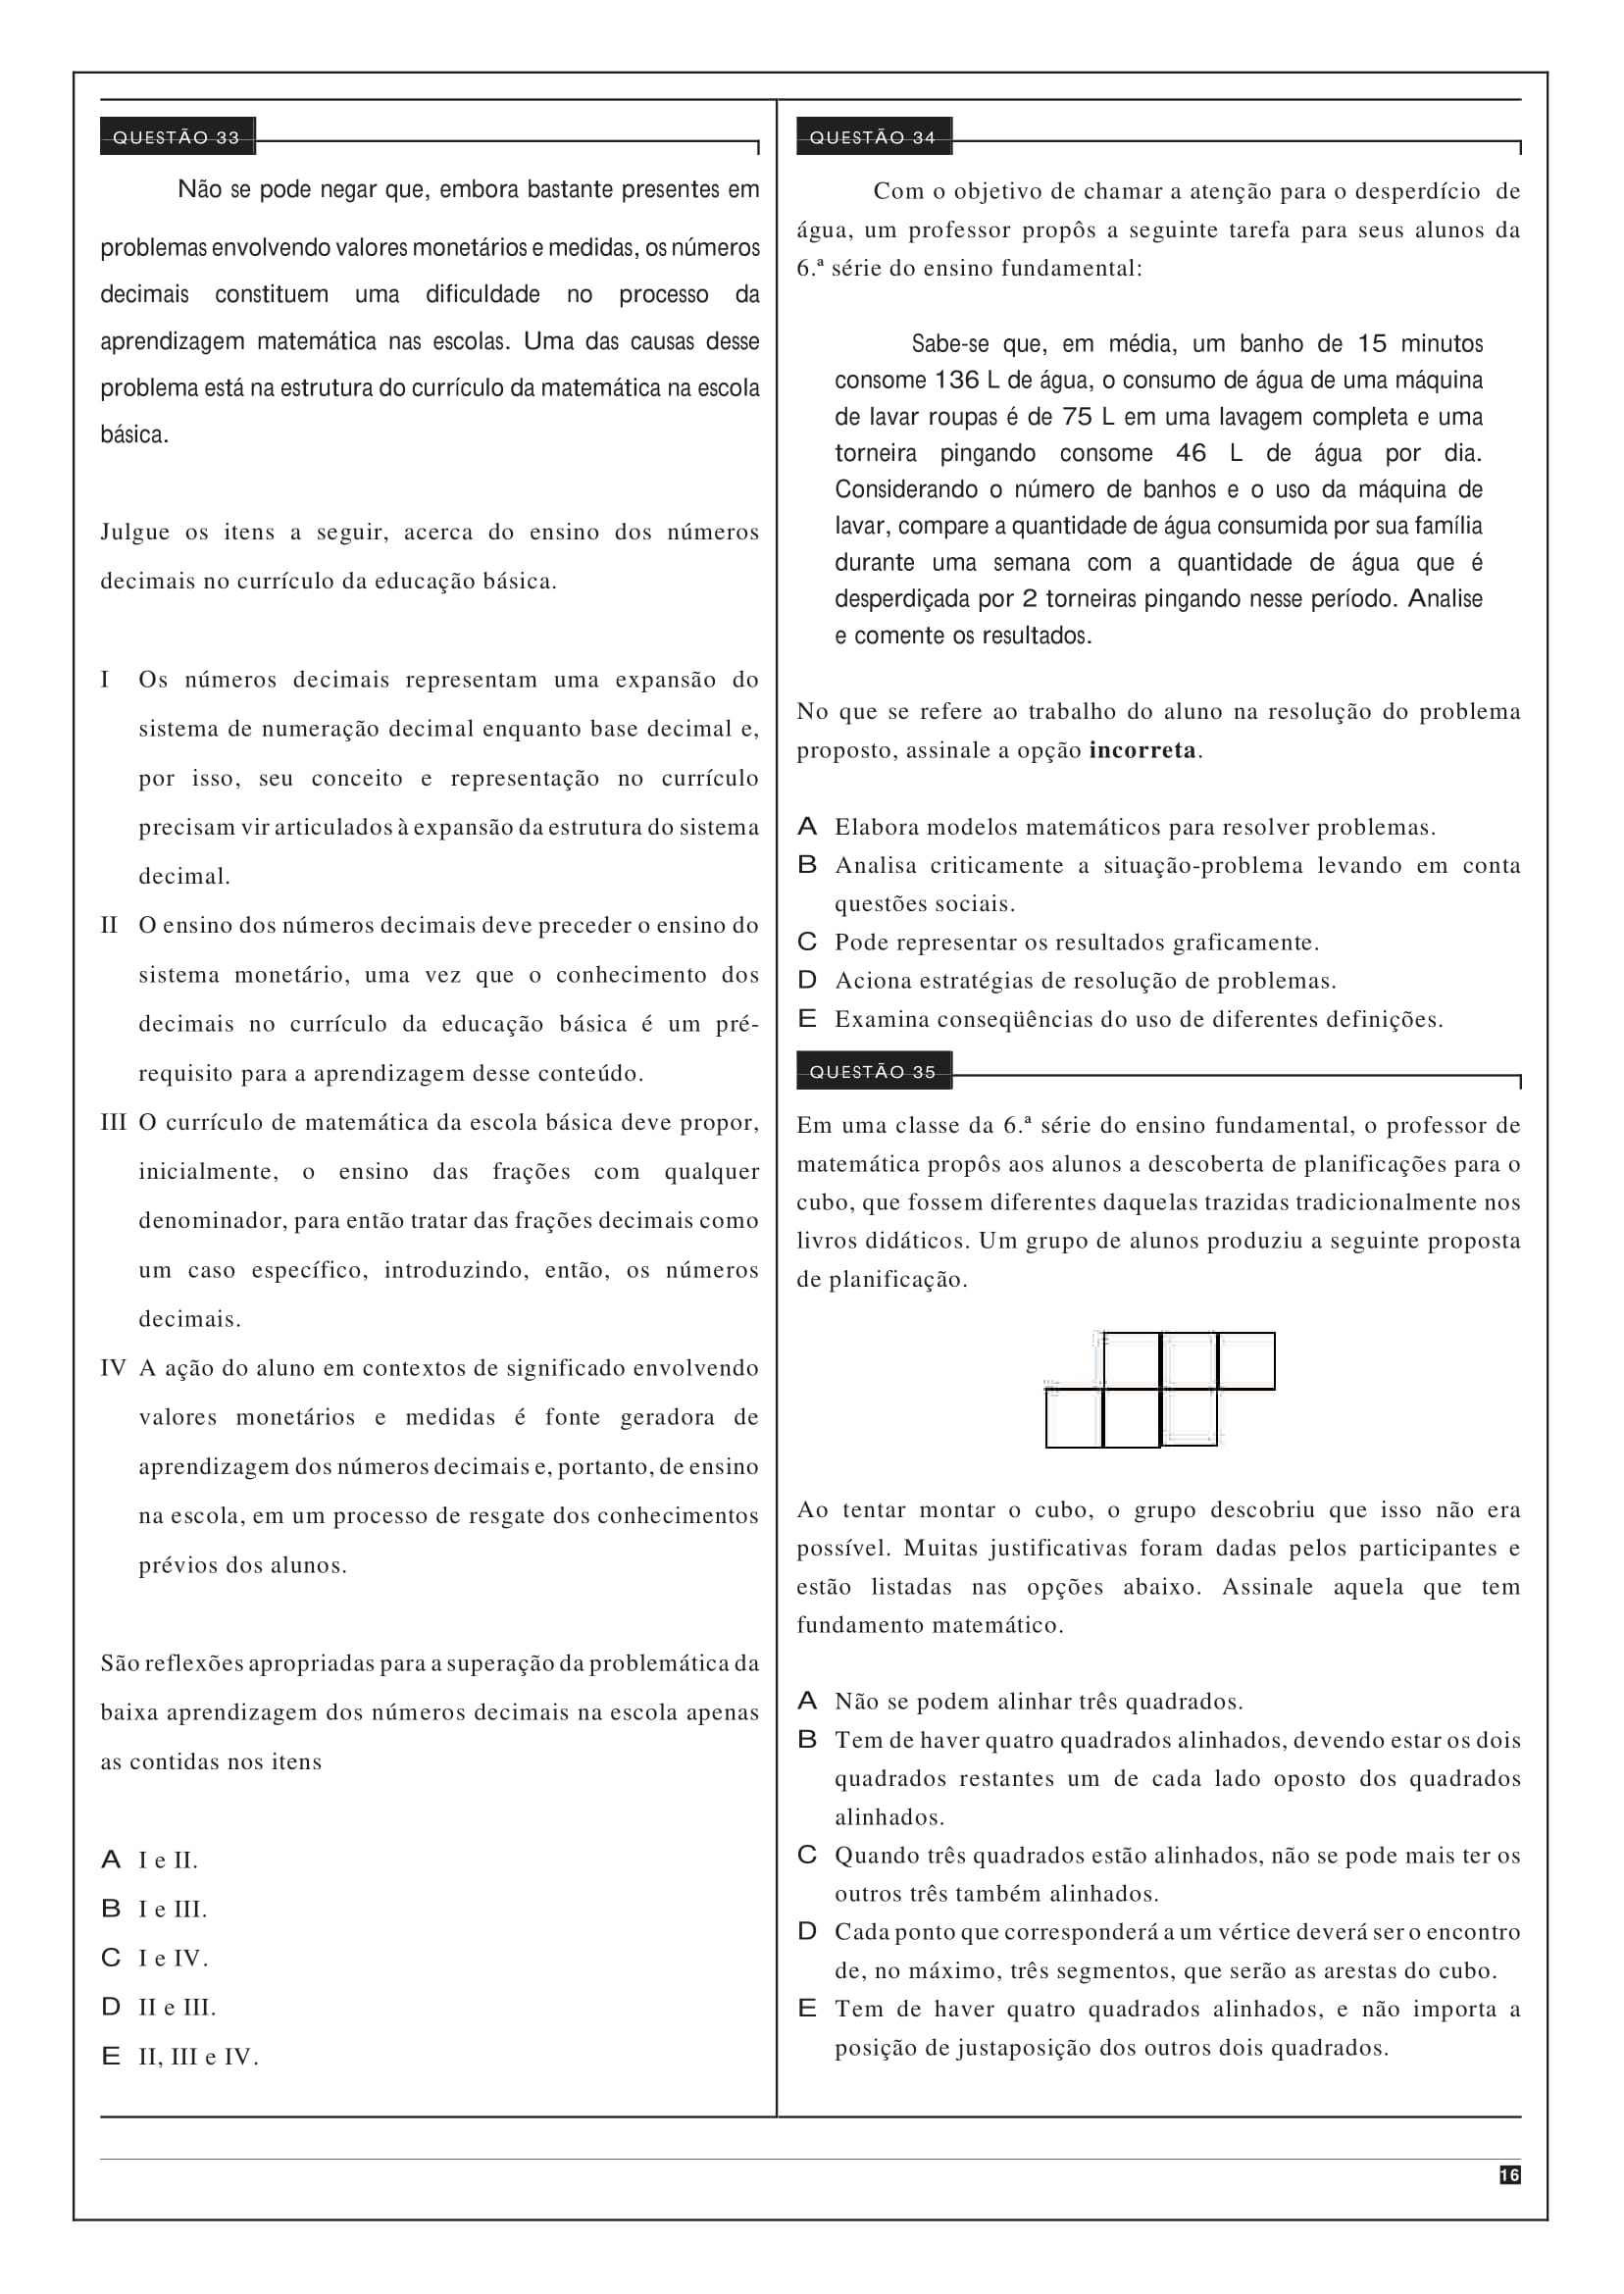 QUESTÃO 33
Não se pode negar que, embora bastante presentes em
problemas envolvendo valores monetários e medidas, os números
decimais constituem uma dificuldade no processo da
aprendizagem matemática nas escolas. Uma das causas desse
problema está na estrutura do currículo da matemática na escola
básica.
Julgue os itens a seguir, acerca do ensino dos números
decimais no currículo da educação básica.
I Os números decimais representam uma expansão do
sistema de numeração decimal enquanto base decimal e,
por isso, seu conceito e representação no currículo
precisam vir articulados à expansão da estrutura do sistema
decimal.
II O ensino dos números decimais deve preceder o ensino do
sistema monetário, uma vez que o conhecimento dos
decimais no currículo da educação básica é um pré-
requisito para a aprendizagem desse conteúdo.
III O currículo de matemática da escola básica deve propor,
inicialmente, o ensino das frações com qualquer
denominador, para então tratar das frações decimais como
um caso específico, introduzindo, então, os números
decimais.
IV A ação do aluno em contextos de significado envolvendo
valores monetários e medidas é fonte geradora de
aprendizagem dos números decimais e, portanto, de ensino
na escola, em um processo de resgate dos conhecimentos
prévios dos alunos.
São reflexões apropriadas para a superação da problemática da
baixa aprendizagem dos números decimais na escola apenas
as contidas nos itens
A I e II.
B I e III.
C I e IV.
D II e III.
E II, III e IV.
QUESTÃO 34
Com o objetivo de chamar a atenção para o desperdício de
água, um professor propôs a seguinte tarefa para seus alunos da
6.ª série do ensino fundamental:
Sabe-se que, em média, um banho de 15 minutos
consome 136 L de água, o consumo de água de uma máquina
de lavar roupas é de 75 L em uma lavagem completa e uma
torneira pingando consome 46 L de água por dia.
Considerando o número de banhos e o uso da máquina de
lavar, compare a quantidade de água consumida por sua família
durante uma semana com a quantidade de água que é
desperdiçada por 2 torneiras pingando nesse período. Analise
e comente os resultados.
No que se refere ao trabalho do aluno na resolução do problema
proposto, assinale a opção incorreta.
A Elabora modelos matemáticos para resolver problemas.
B Analisa criticamente a situação-problema levando em conta
questões sociais.
C Pode representar os resultados graficamente.
D Aciona estratégias de resolução de problemas.
E Examina conseqüências do uso de diferentes definições.
QUESTÃO 35
Em uma classe da 6.ª série do ensino fundamental, o professor de
matemática propôs aos alunos a descoberta de planificações para o
cubo, que fossem diferentes daquelas trazidas tradicionalmente nos
livros didáticos. Um grupo de alunos produziu a seguinte proposta
de planificação.
Ao tentar montar o cubo, o grupo descobriu que isso não era
possível. Muitas justificativas foram dadas pelos participantes e
estão listadas nas opções abaixo. Assinale aquela que tem
fundamento matemático.
A Não se podem alinhar três quadrados.
B Tem de haver quatro quadrados alinhados, devendo estar os dois
quadrados restantes um de cada lado oposto dos quadrados
alinhados.
C Quando três quadrados estão alinhados, não se pode mais ter os
outros três também alinhados.
D Cada ponto que corresponderá a um vértice deverá ser o encontro
de, no máximo, três segmentos, que serão as arestas do cubo.
E Tem de haver quatro quadrados alinhados, e não importa a
posição de justaposição dos outros dois quadrados.
16